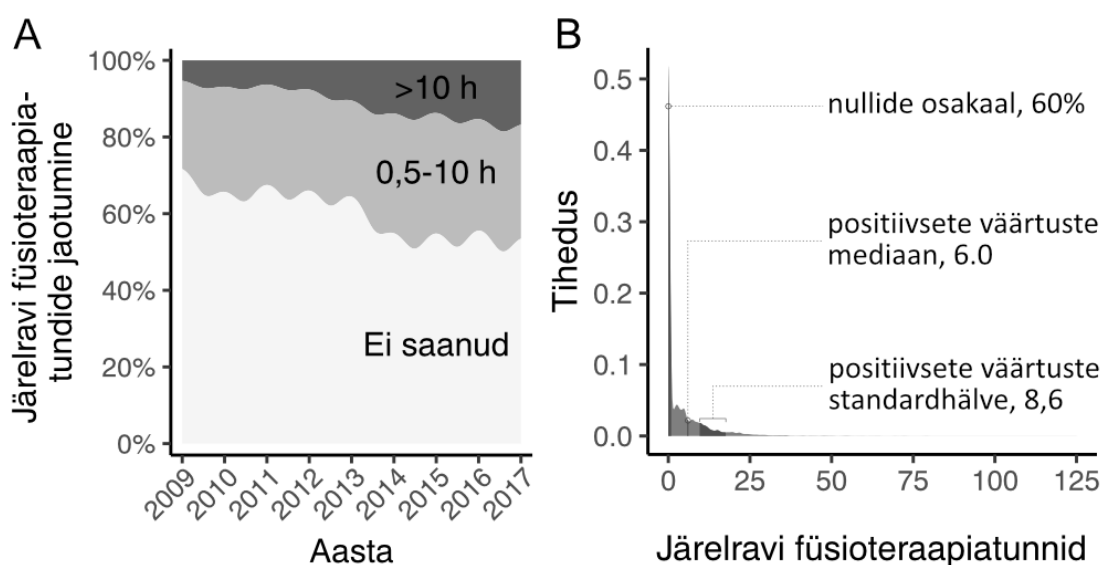 A
Järelravi füsioteraapia-
tundide jaotumine
100%
80%
60%
40%
20%
0%
>10 h
0,5-10 h
Ei saanud
2009
2010
2011
2012
2013
2014
2015
2016
2017
Aasta
B
Tihedus
0.5
0.4
0.3
0.2
0.1
0.0
nullide osakaal, 60%
positiivsete väärtuste
mediaan, 6.0
positiivsete väärtuste
standardhälve, 8,6
0
25
50
75
100
125
Järelravi füsioteraapiatunnid